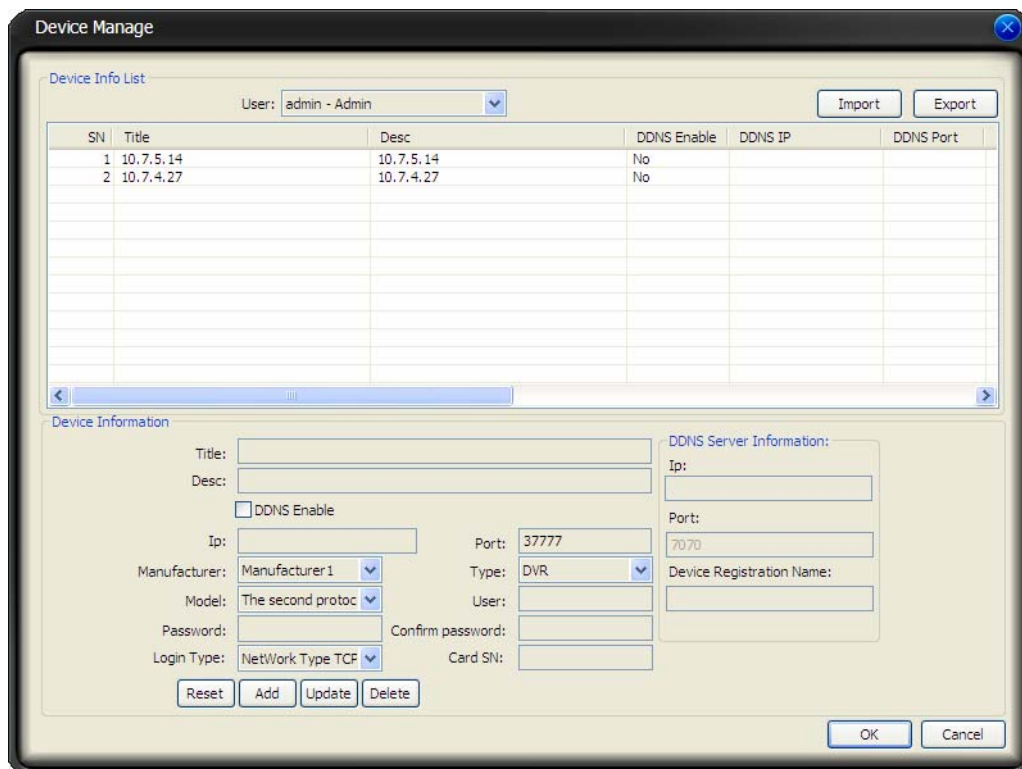 Device Manage
Device Info List
User: admin - Admin Import Export
SN Title Desc DDNS Enable DDNS IP DDNS Port
1 10.7.5.14 10.7.5.14 No
2 10.7.4.27 10.7.4.27 No
Device Information
DDNS Server Information:
Title:
Ip:
Desc:
DDNS Enable
Port:
Ip: Port: 37777
7070
Manufacturer: Manufacturer1 Type: DVR
Device Registration Name:
Model: The second protoc User:
Password: Confirm password:
Login Type: NetWork Type TCP Card SN:
Reset Add Update Delete
OK Cancel